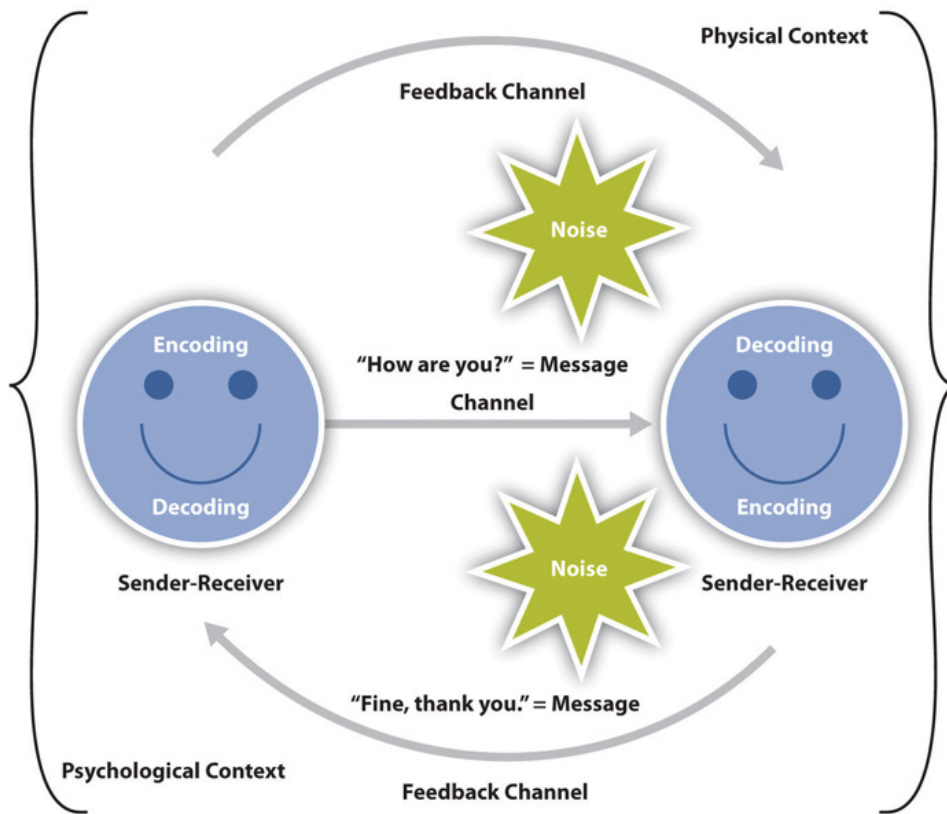 Physical Context
Feedback Channel
Noise
Encoding
Decoding
“How are you?” = Message
Channel
Decoding
Encoding
Noise
Sender-Receiver
Sender-Receiver
“Fine, thank you.” = Message
Psychological Context
Feedback Channel